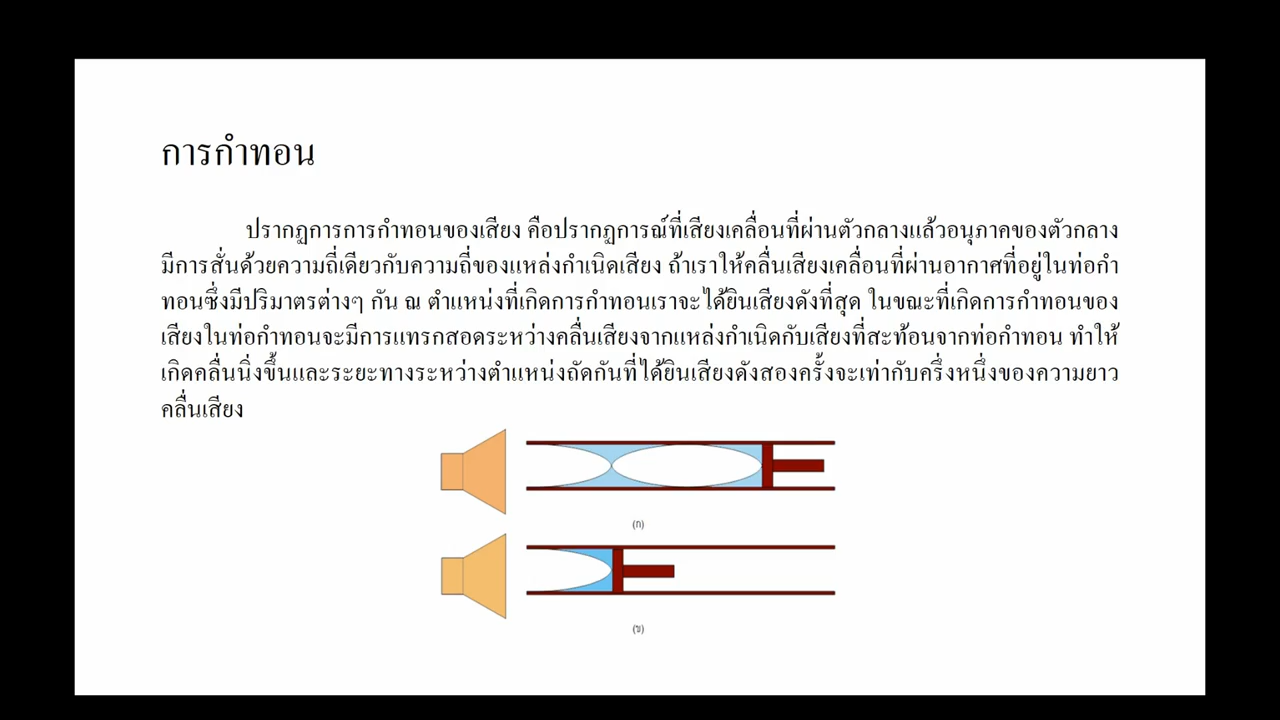 การกำทอน
ปรากฏการการกำทอนของเสียง คือปรากฏการณ์ที่เสียงเคลื่อนที่ผ่านตัวกลางแล้วอนุภาคของตัวกลาง
มีการสั่นด้วยความถี่เดียวกับความถี่ของแหล่งกำเนิดเสียง ถ้าเราให้คลื่นเสียงเคลื่อนที่ผ่านอากาศที่อยู่ในท่อกำ
ทอนซึ่งมีปริมาตรต่างๆ กัน ณ ตำแหน่งที่เกิดการกำทอนเราจะได้ยินเสียงดังที่สุด ในขณะที่เกิดการกำทอนของ
เสียงในท่อกำทอนจะมีการแทรกสอดระหว่างคลื่นเสียงจากแหล่งกำเนิดกับเสียงที่สะท้อนจากท่อกำทอน ทำให้
เกิดคลื่นนิ่งขึ้นและระยะทางระหว่างตำแหน่งถัดกันที่ได้ยินเสียงดังสองครั้งจะเท่ากับครึ่งหนึ่งของความยาว
คลื่นเสียง
(ก)
(ข)